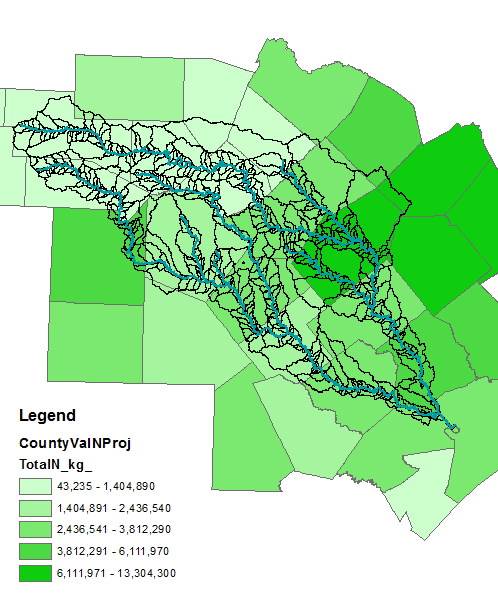 Legend
CountyValNProj
TotalN_kg_
43,235 - 1,404,890
1,404,891 - 2,436,540
2,436,541 - 3,812,290
3,812,291 - 6,111,970
6,111,971 - 13,304,300